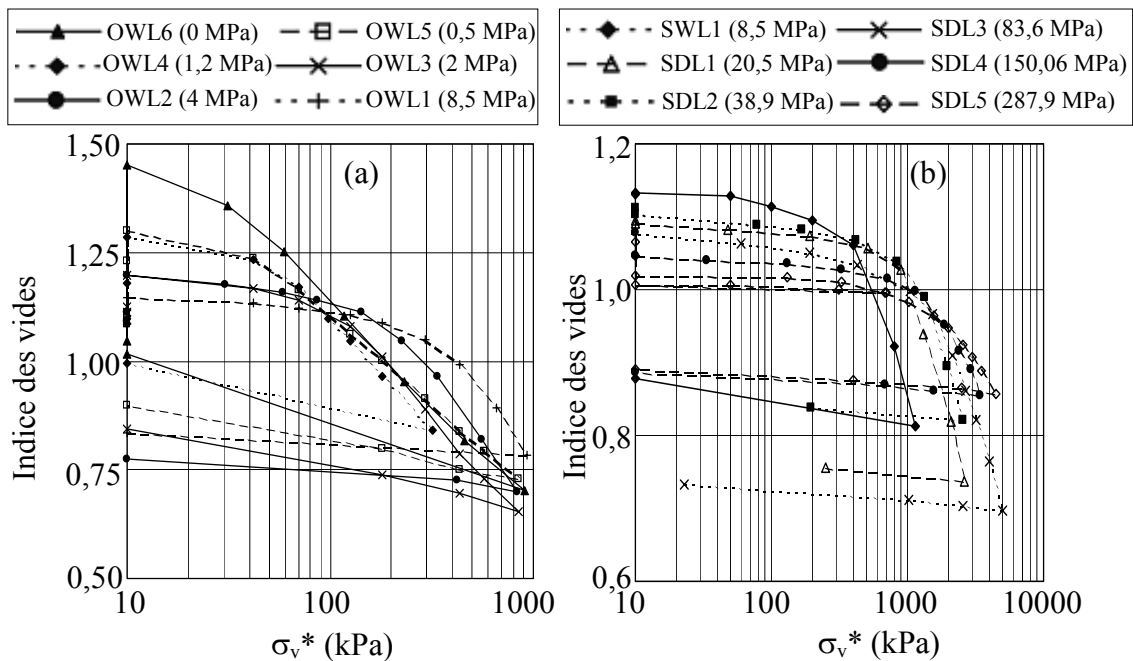 OWL6 (0 MPa) OWL5 (0,5 MPa)
OWL4 (1,2 MPa) OWL3 (2 MPa)
OWL2 (4 MPa) OWL1 (8,5 MPa)
SWL1 (8,5 MPa) SDL3 (83,6 MPa)
SDL1 (20,5 MPa) SDL4 (150,06 MPa)
SDL2 (38,9 MPa) SDL5 (287,9 MPa)
(a)
Indice des vides
1,50
1,25
1,00
0,75
0,50
10 100 1000
σv* (kPa)
(b)
Indice des vides
1,2
1,0
0,8
0,6
10 100 1000 10000
σv* (kPa)